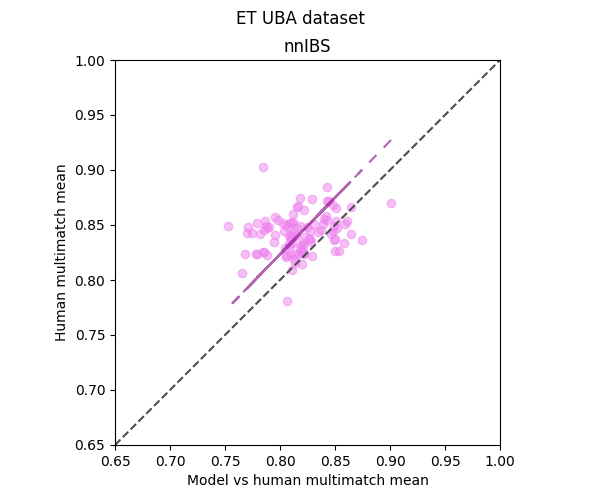 ET UBA dataset
nnIBS
1.00
0.95
0.90
0.85
0.80
0.75
0.70
0.65
Human multimatch mean
0.65 0.70 0.75 0.80 0.85 0.90 0.95 1.00
Model vs human multimatch mean